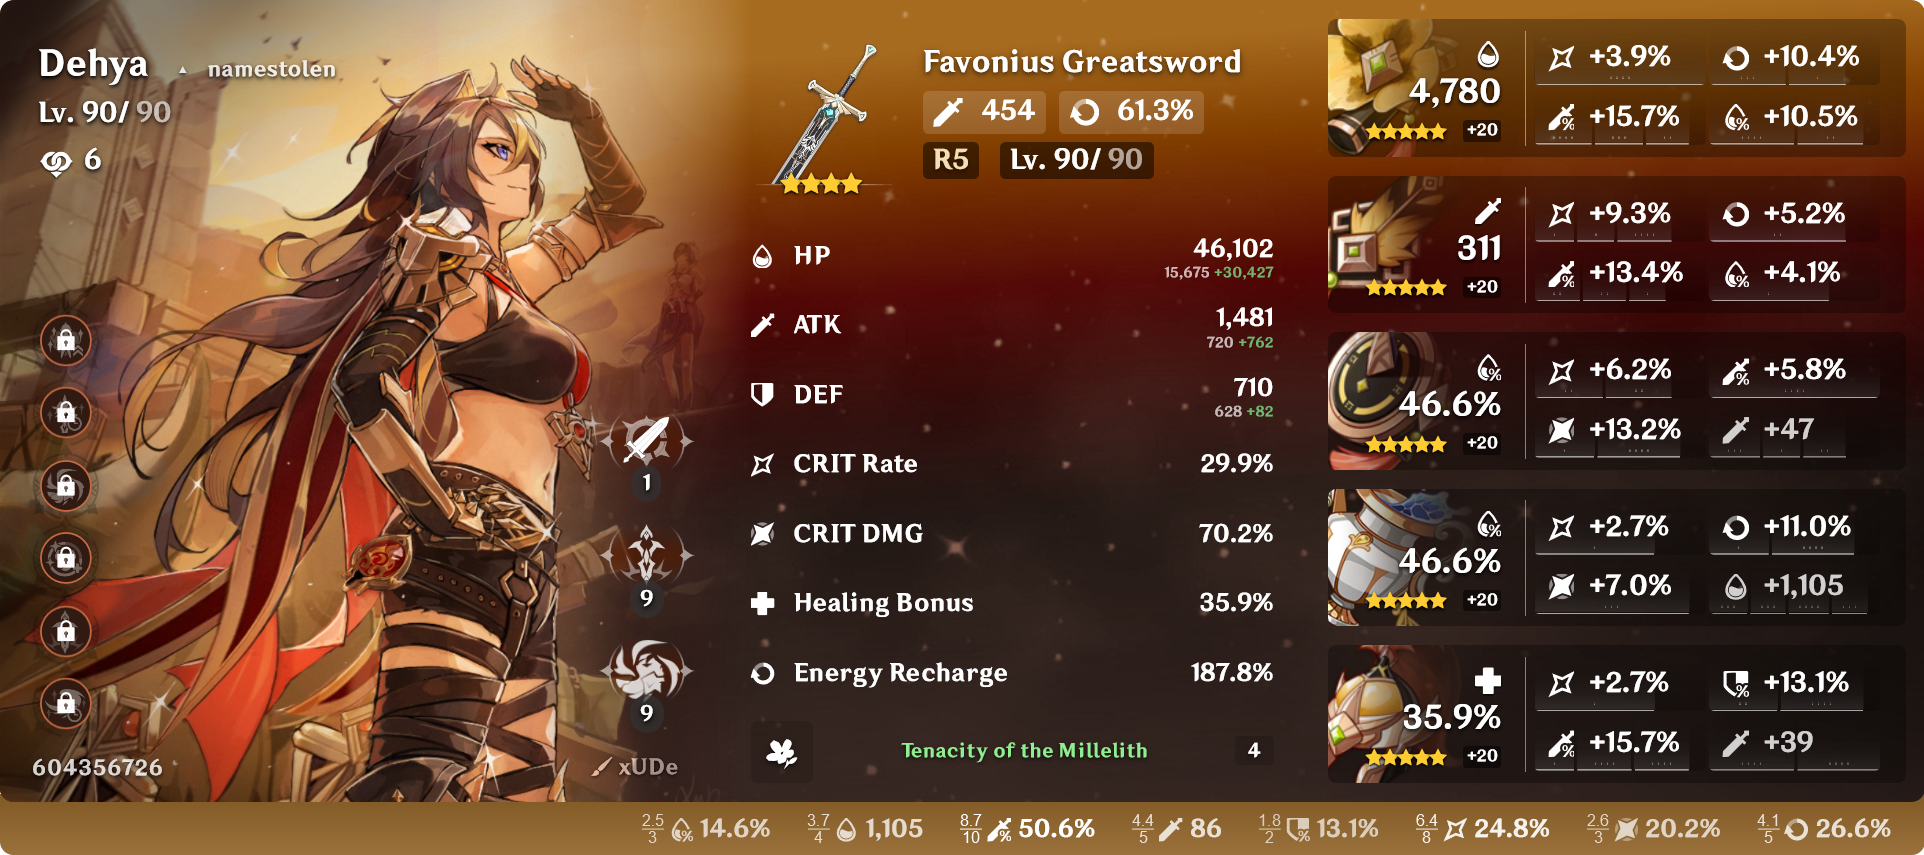 Dehya namestolen
Lv. 90/ 90
6
1
9
9
604356726
xUDe
Favonius Greatsword
454 61.3%
R5 Lv. 90/ 90
HP 46,102
15,675 +30,427
ATK 1,481
720 +762
DEF 710
628 +82
CRIT Rate 29.9%
CRIT DMG 70.2%
Healing Bonus 35.9%
Energy Recharge 187.8%
Tenacity of the Millelith 4
4,780
+20
+3.9% +10.4%
+15.7% +10.5%
311
+20
+9.3% +5.2%
+13.4% +4.1%
46.6%
+20
+6.2% +5.8%
+13.2% +47
46.6%
+20
+2.7% +11.0%
+7.0% +1,105
35.9%
+20
+2.7% +13.1%
+15.7% +39
2.5/3 14.6% 3.7/4 1,105 8.7/10 50.6% 4.4/5 86 1.8/2 13.1% 6.4/8 24.8% 2.6/3 20.2% 4.1/5 26.6%